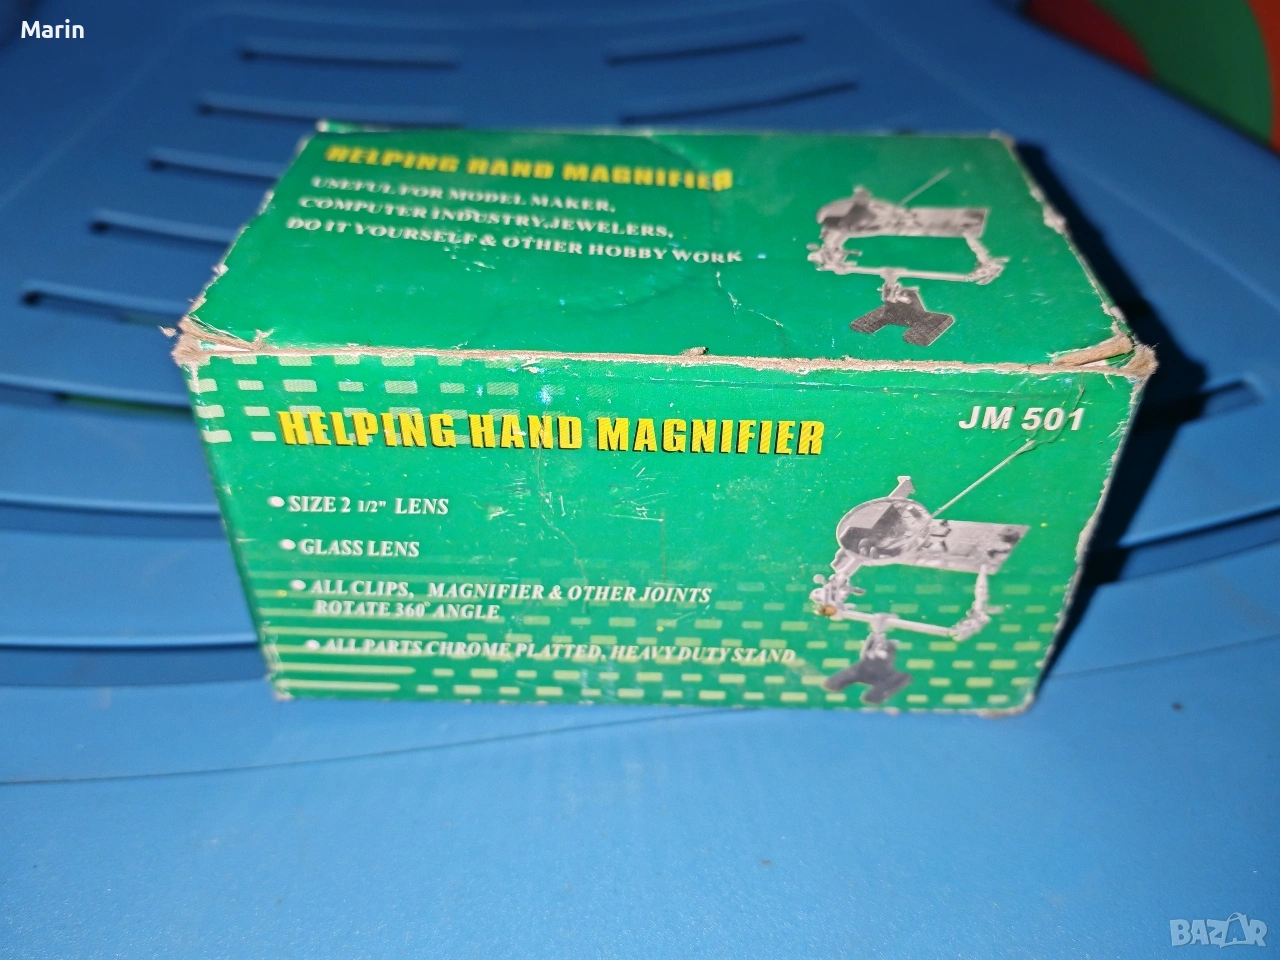 Marin
HELPING HAND MAGNIFIER
USEFUL FOR MODEL MAKER,
COMPUTER INDUSTRY, JEWELERS,
DO IT YOURSELF & OTHER HOBBY WORK
HELPING HAND MAGNIFIER
JM 501
• SIZE 2 1/2" LENS
• GLASS LENS
• ALL CLIPS, MAGNIFIER & OTHER JOINTS
ROTATE 360° ANGLE
• ALL PARTS CHROME PLATTED, HEAVY DUTY STAND
BAZAR